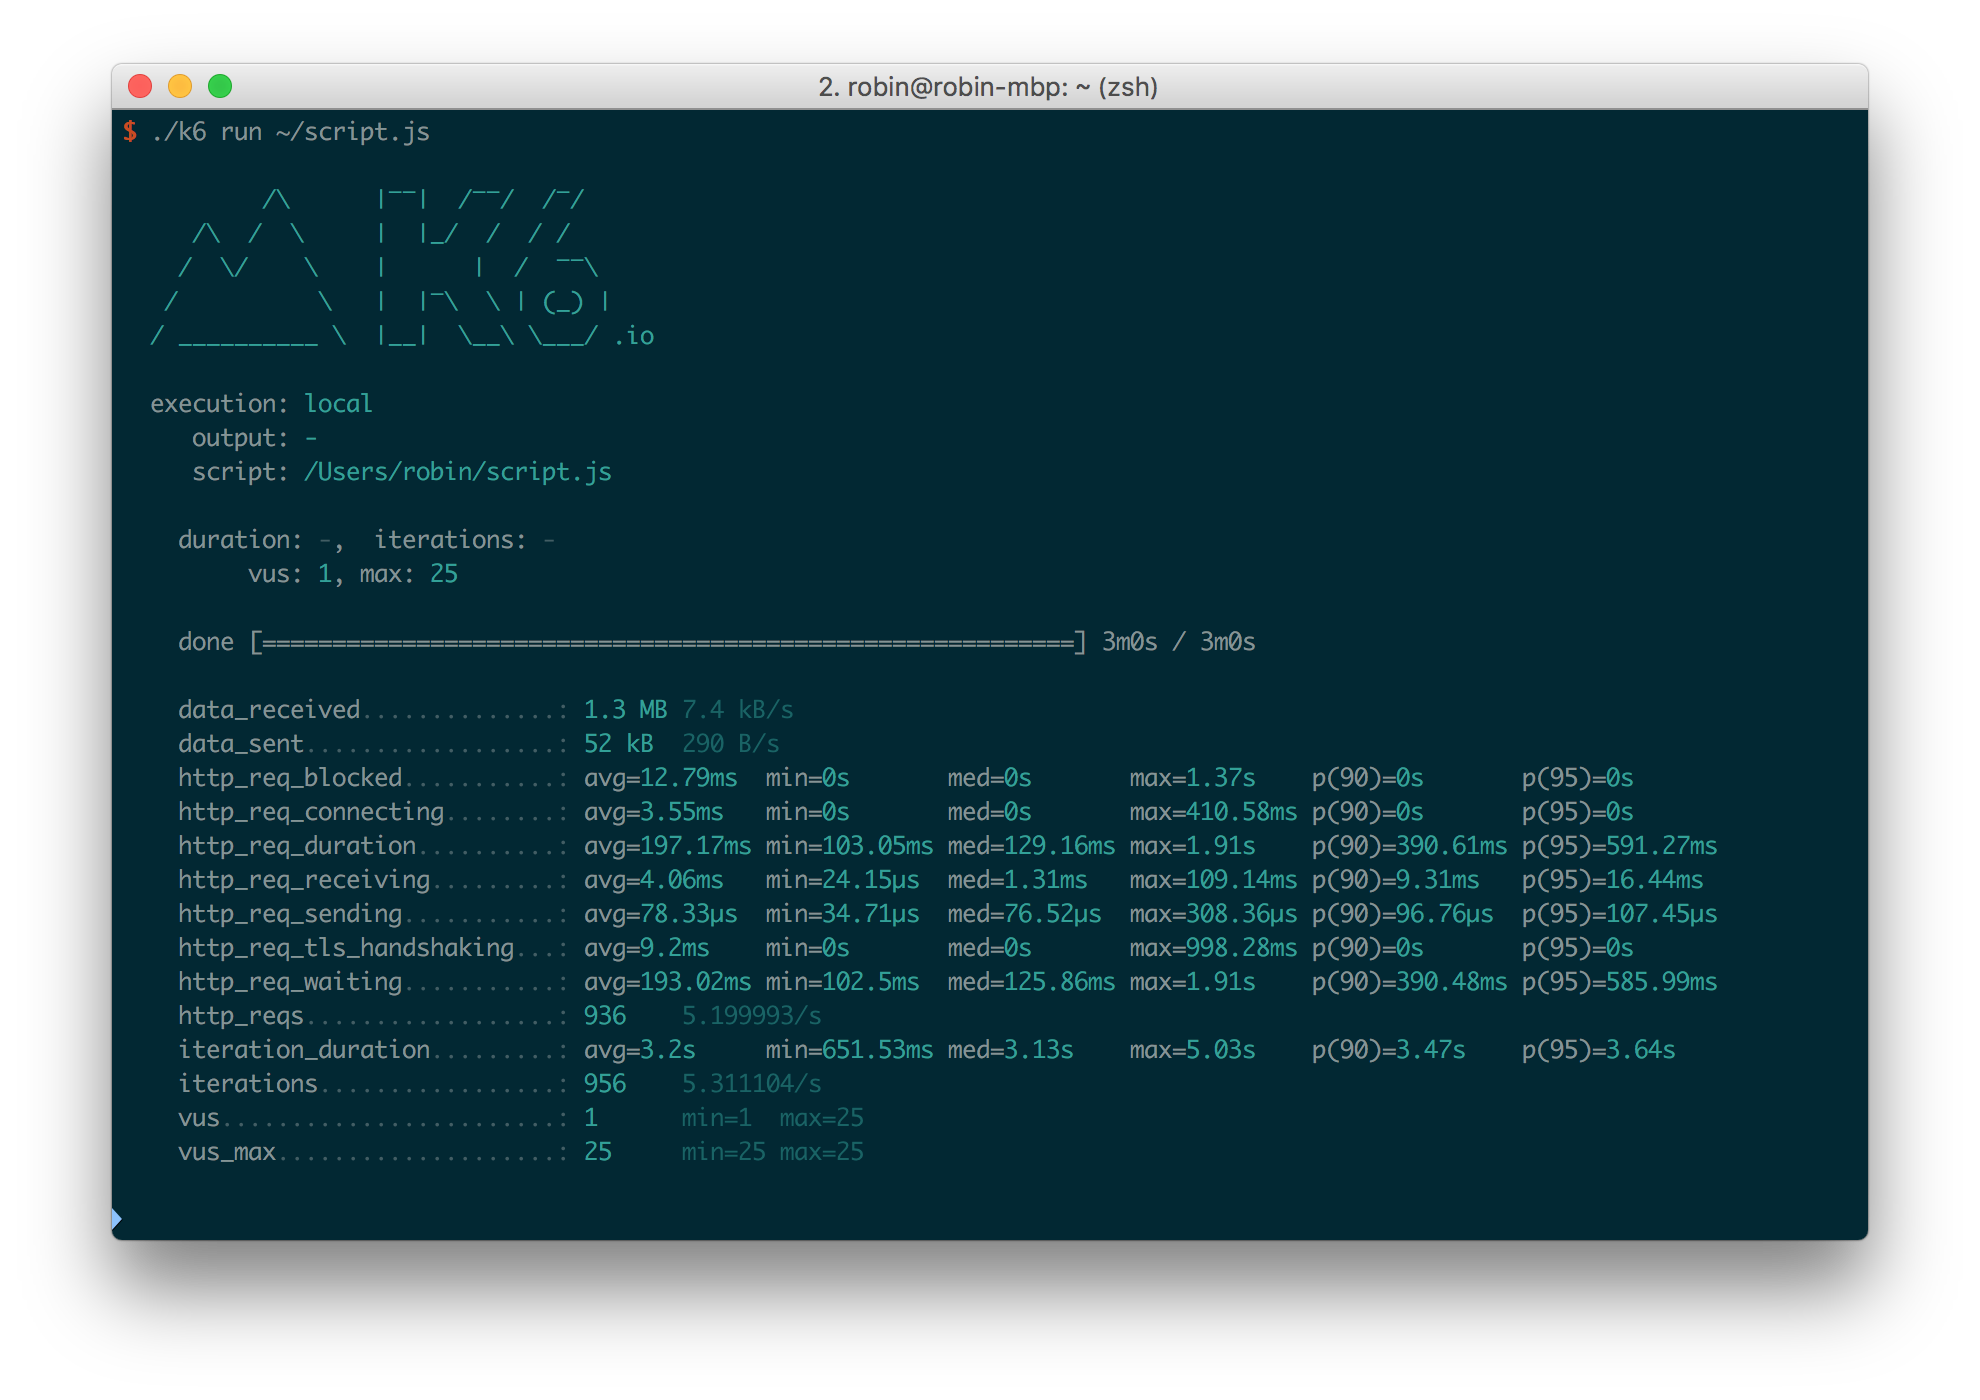 2. robin@robin-mbp: ~ (zsh)
$ ./k6 run ~/script.js
          /\      |‾‾|  /‾‾/  /‾/
     /\  /  \     |  |_/  /  / /
    /  \/    \    |      |  /  ‾‾\
   /          \   |  |‾\  \ | (_) |
  / __________ \  |__|  \__\ \___/ .io
execution: local
output: -
script: /Users/robin/script.js
duration: -,  iterations: -
vus: 1, max: 25
done [==========================================================] 3m0s / 3m0s
data_received..............: 1.3 MB 7.4 kB/s
data_sent..................: 52 kB  290 B/s
http_req_blocked...........: avg=12.79ms  min=0s       med=0s       max=1.37s    p(90)=0s       p(95)=0s
http_req_connecting........: avg=3.55ms   min=0s       med=0s       max=410.58ms p(90)=0s       p(95)=0s
http_req_duration..........: avg=197.17ms min=103.05ms med=129.16ms max=1.91s    p(90)=390.61ms p(95)=591.27ms
http_req_receiving.........: avg=4.06ms   min=24.15µs  med=1.31ms   max=109.14ms p(90)=9.31ms   p(95)=16.44ms
http_req_sending...........: avg=78.33µs  min=34.71µs  med=76.52µs  max=308.36µs p(90)=96.76µs  p(95)=107.45µs
http_req_tls_handshaking...: avg=9.2ms    min=0s       med=0s       max=998.28ms p(90)=0s       p(95)=0s
http_req_waiting...........: avg=193.02ms min=102.5ms  med=125.86ms max=1.91s    p(90)=390.48ms p(95)=585.99ms
http_reqs..................: 936    5.199993/s
iteration_duration.........: avg=3.2s     min=651.53ms med=3.13s    max=5.03s    p(90)=3.47s    p(95)=3.64s
iterations.................: 956    5.311104/s
vus........................: 1      min=1  max=25
vus_max....................: 25     min=25 max=25